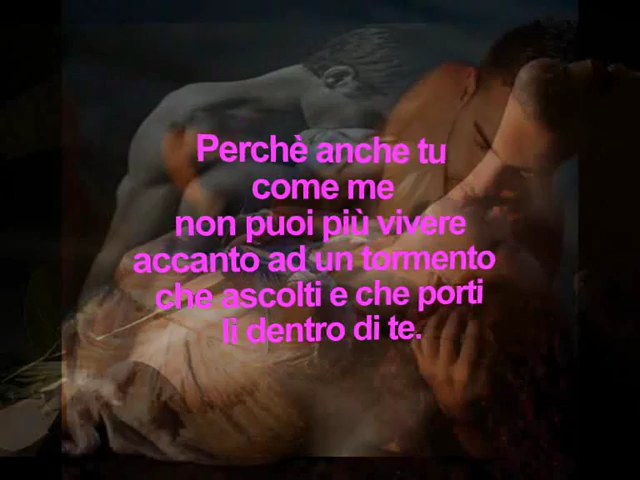 Perchè anche tu
come me
non puoi più vivere
accanto ad un tormento
che ascolti e che porti
lì dentro di te.